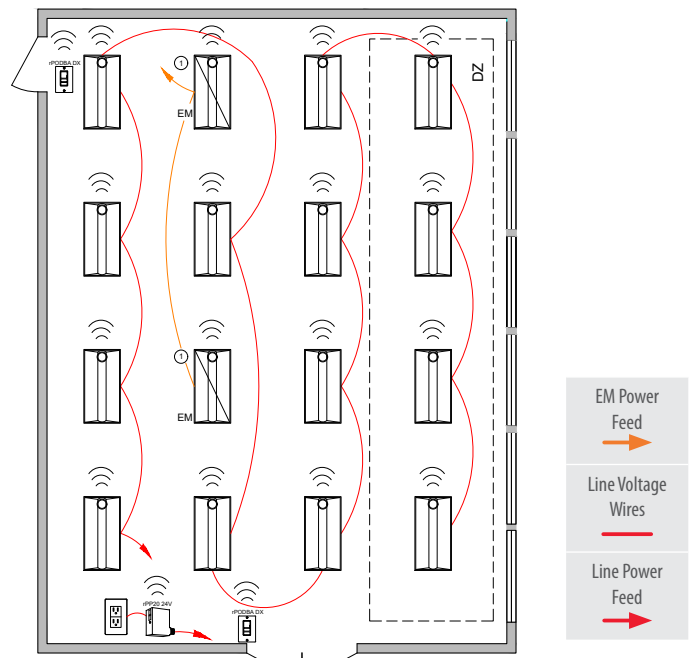 rPODBA DX
1
EM
DZ
1
EM
rPP20 24V
rPODBA DX
EM Power
Feed
Line Voltage
Wires
Line Power
Feed